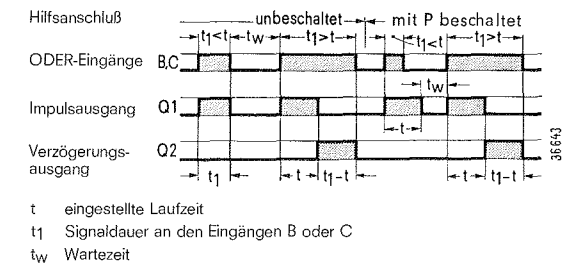 Hilfsanschluß unbeschaltet mit P beschaltet
t1<t tw t1>t t1<t t1>t
ODER-Eingänge B,C
tw
Impulsausgang Q1
t
Verzögerungs- Q2
ausgang
t1 t t1-t t t1-t
36643
t eingestellte Laufzeit
t1 Signaldauer an den Eingängen B oder C
tw Wartezeit